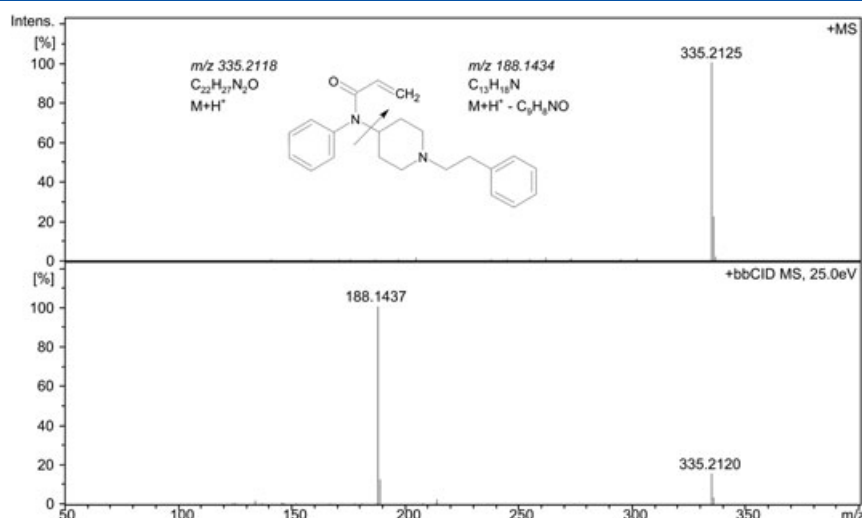 Intens.
[%]
100
80
60
40
20
0
+MS
335.2125
m/z 335.2118
C₂₂H₂₇N₂O
M+H⁺
O
CH₂
N
N
m/z 188.1434
C₁₃H₁₈N
M+H⁺ - C₉H₈NO
[%]
100
80
60
40
20
0
+bbCID MS, 25.0eV
188.1437
335.2120
50 100 150 200 250 300 350 m/z